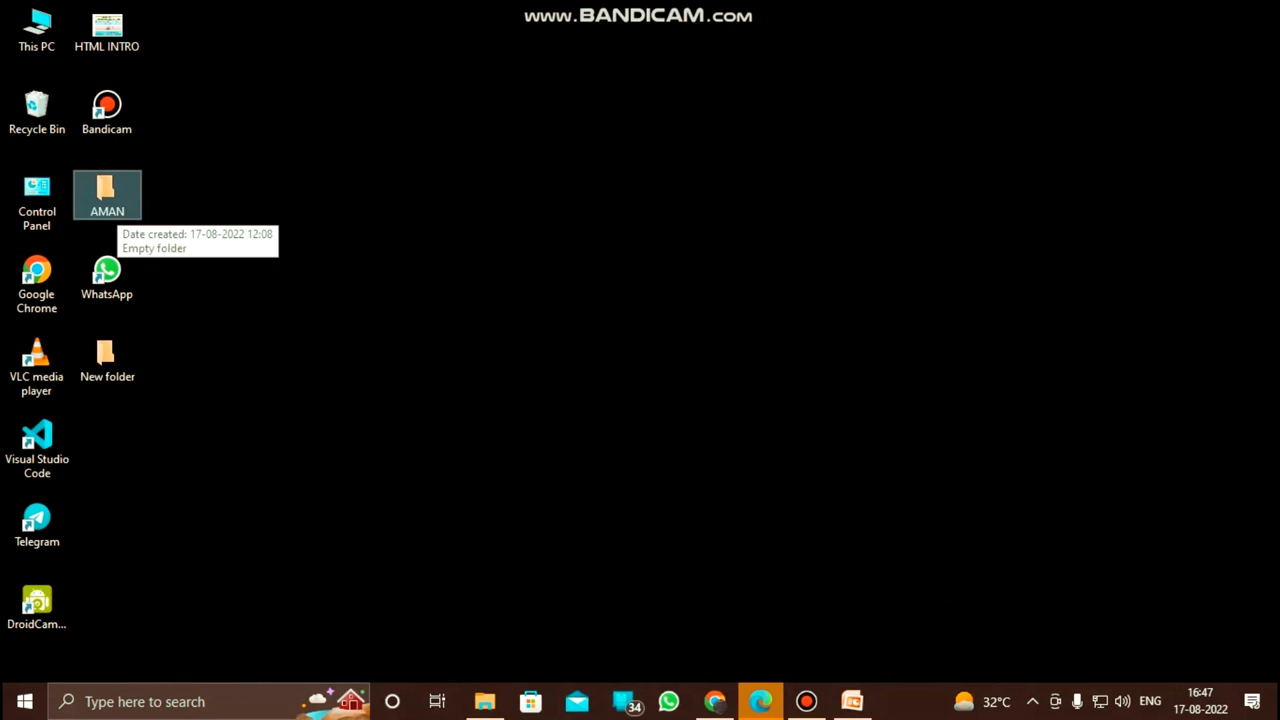 www.BANDICAM.com
This PC
HTML INTRO
Recycle Bin
Bandicam
Control
Panel
AMAN
Date created: 17-08-2022 12:08
Empty folder
Google
Chrome
WhatsApp
VLC media
player
New folder
Visual Studio
Code
Telegram
DroidCam...
Type here to search
34
32°C
ENG
16:47
17-08-2022